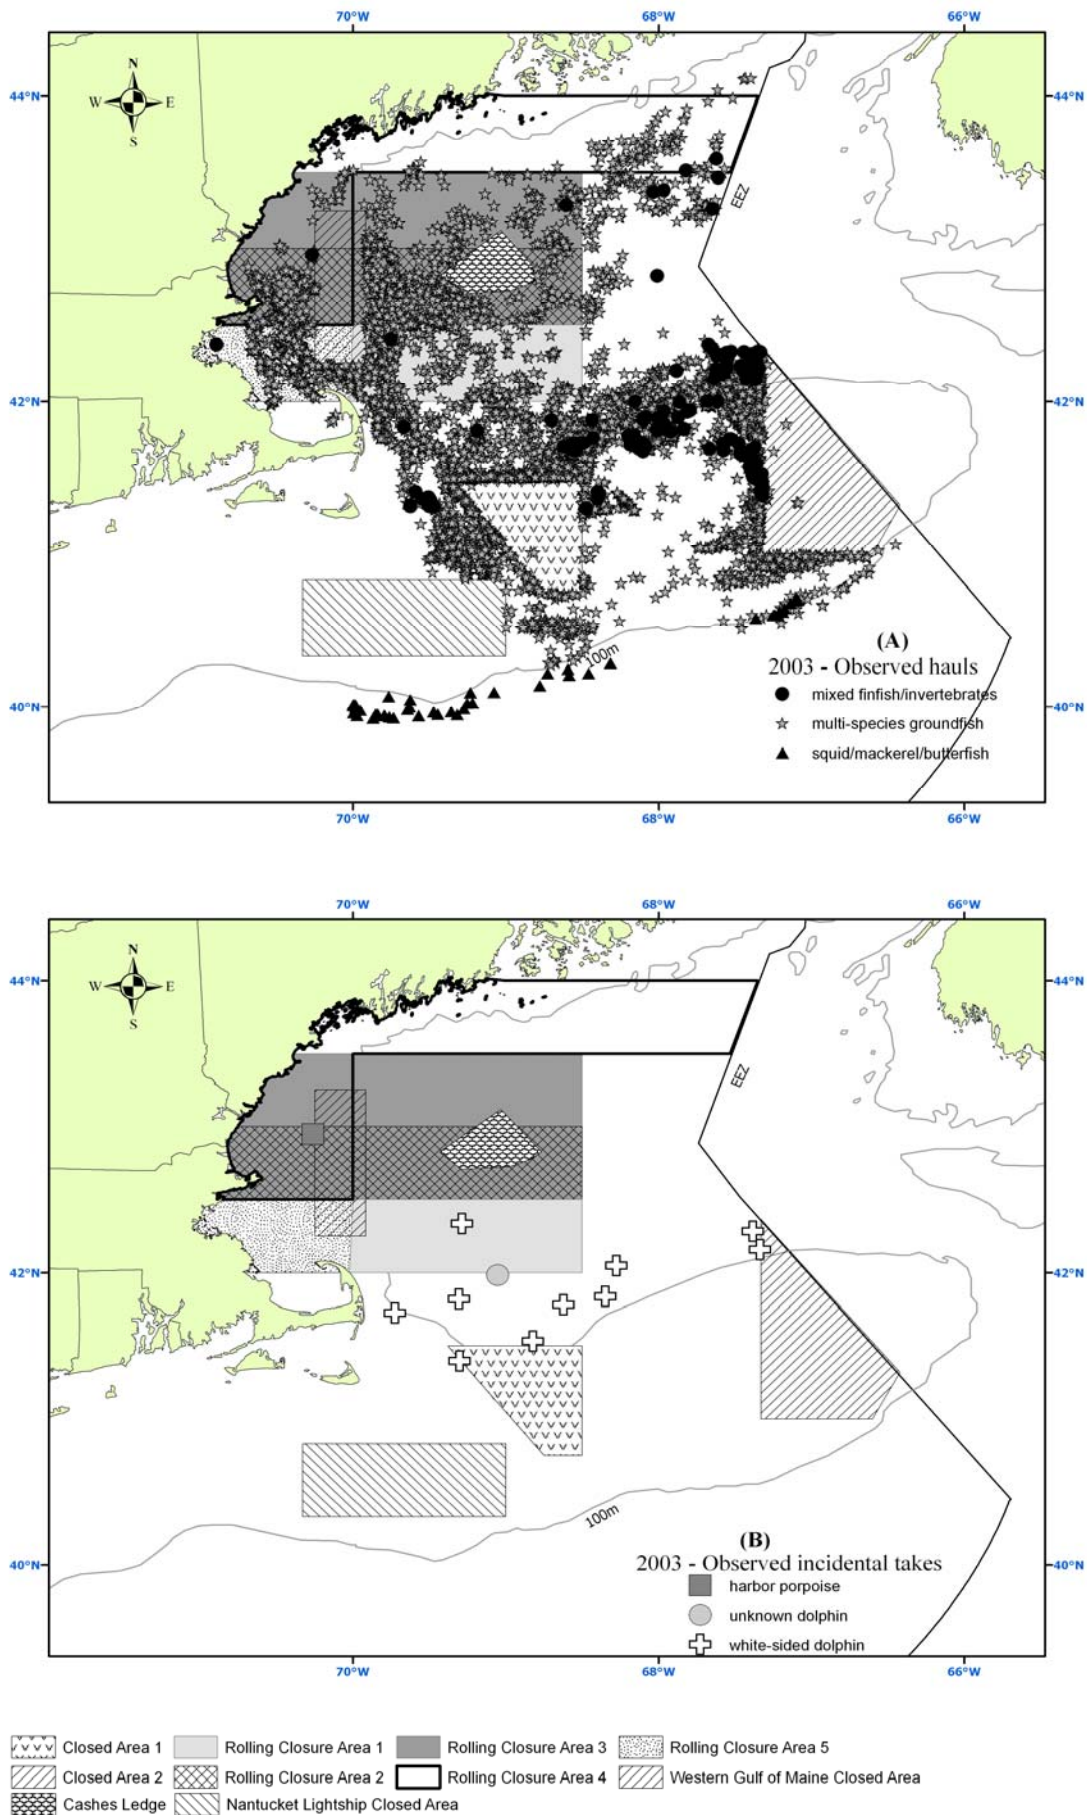 70°W 68°W 66°W
N
W E
S
44°N 44°N
EEZ
42°N 42°N
100m
(A)
2003 - Observed hauls
mixed finfish/invertebrates
40°N 40°N
multi-species groundfish
squid/mackerel/butterfish
70°W 68°W 66°W
70°W 68°W 66°W
N
W E
S
44°N 44°N
EEZ
42°N 42°N
100m
(B)
2003 - Observed incidental takes
40°N 40°N
harbor porpoise
unknown dolphin
white-sided dolphin
70°W 68°W 66°W
Closed Area 1 Rolling Closure Area 1 Rolling Closure Area 3 Rolling Closure Area 5
Closed Area 2 Rolling Closure Area 2 Rolling Closure Area 4 Western Gulf of Maine Closed Area
Cashes Ledge Nantucket Lightship Closed Area